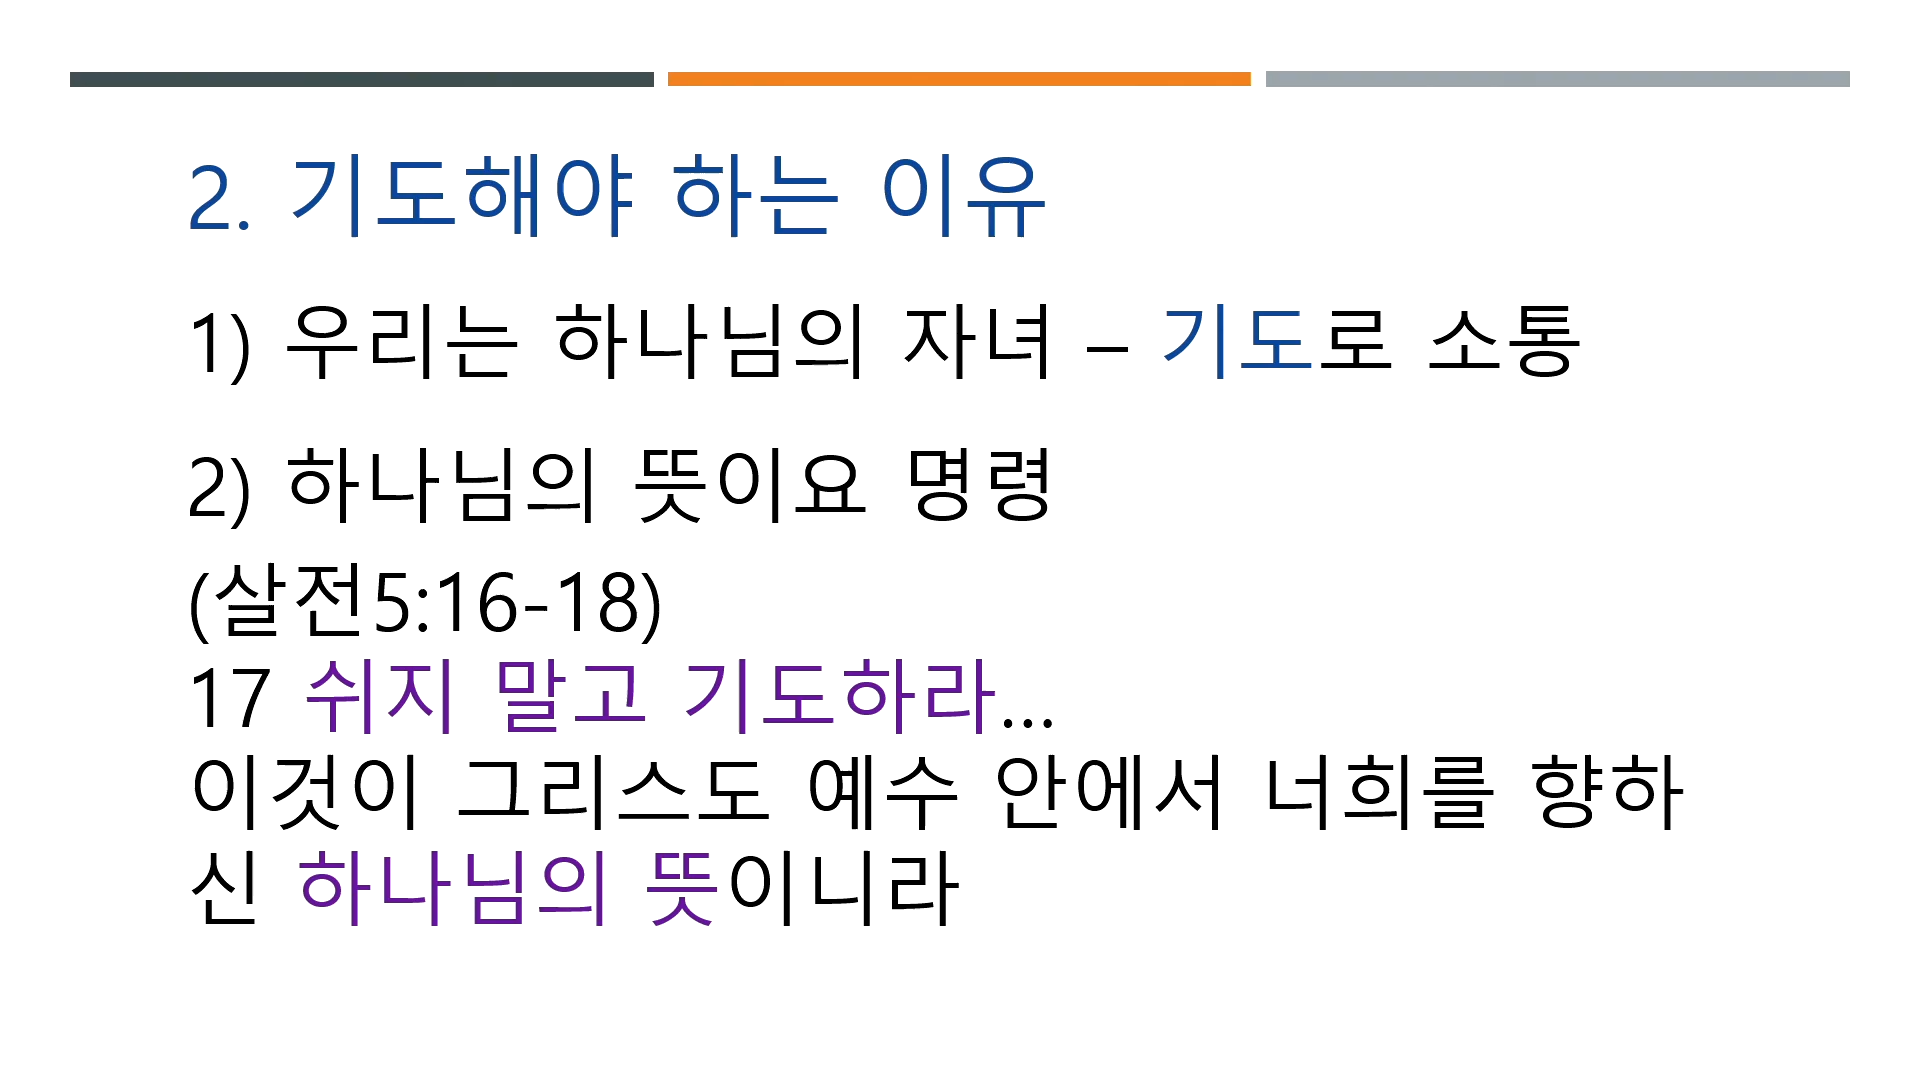 2. 기도해야 하는 이유
1) 우리는 하나님의 자녀 – 기도로 소통
2) 하나님의 뜻이요 명령
(살전5:16-18)
17 쉬지 말고 기도하라…
이것이 그리스도 예수 안에서 너희를 향하
신 하나님의 뜻이니라